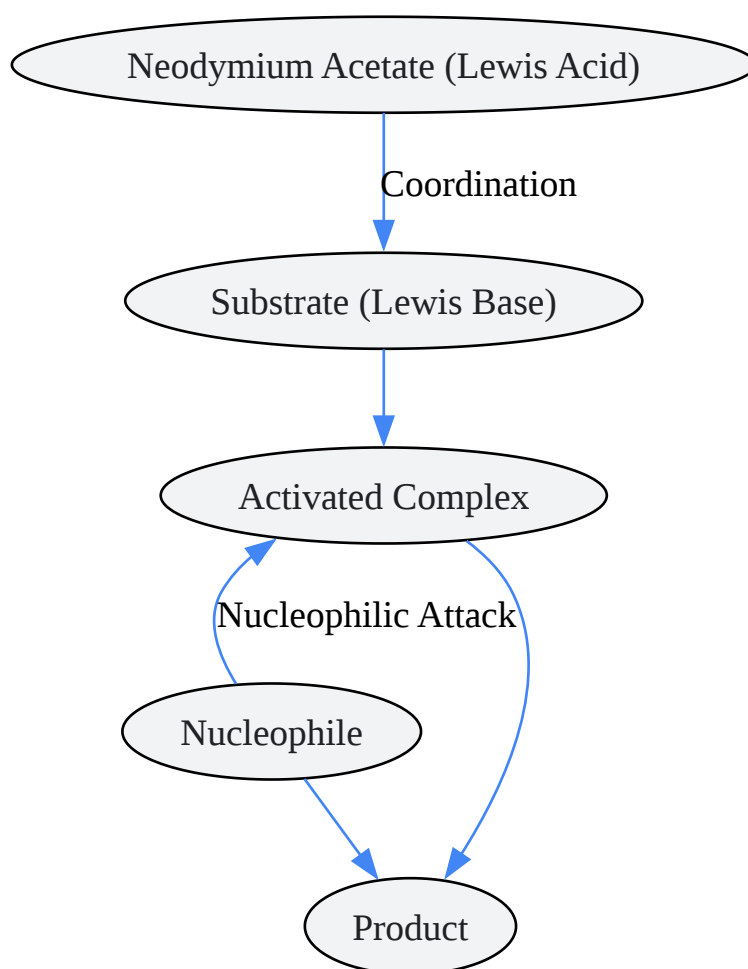 Neodymium Acetate (Lewis Acid)
Coordination
Substrate (Lewis Base)
Activated Complex
Nucleophilic Attack
Nucleophile
Product